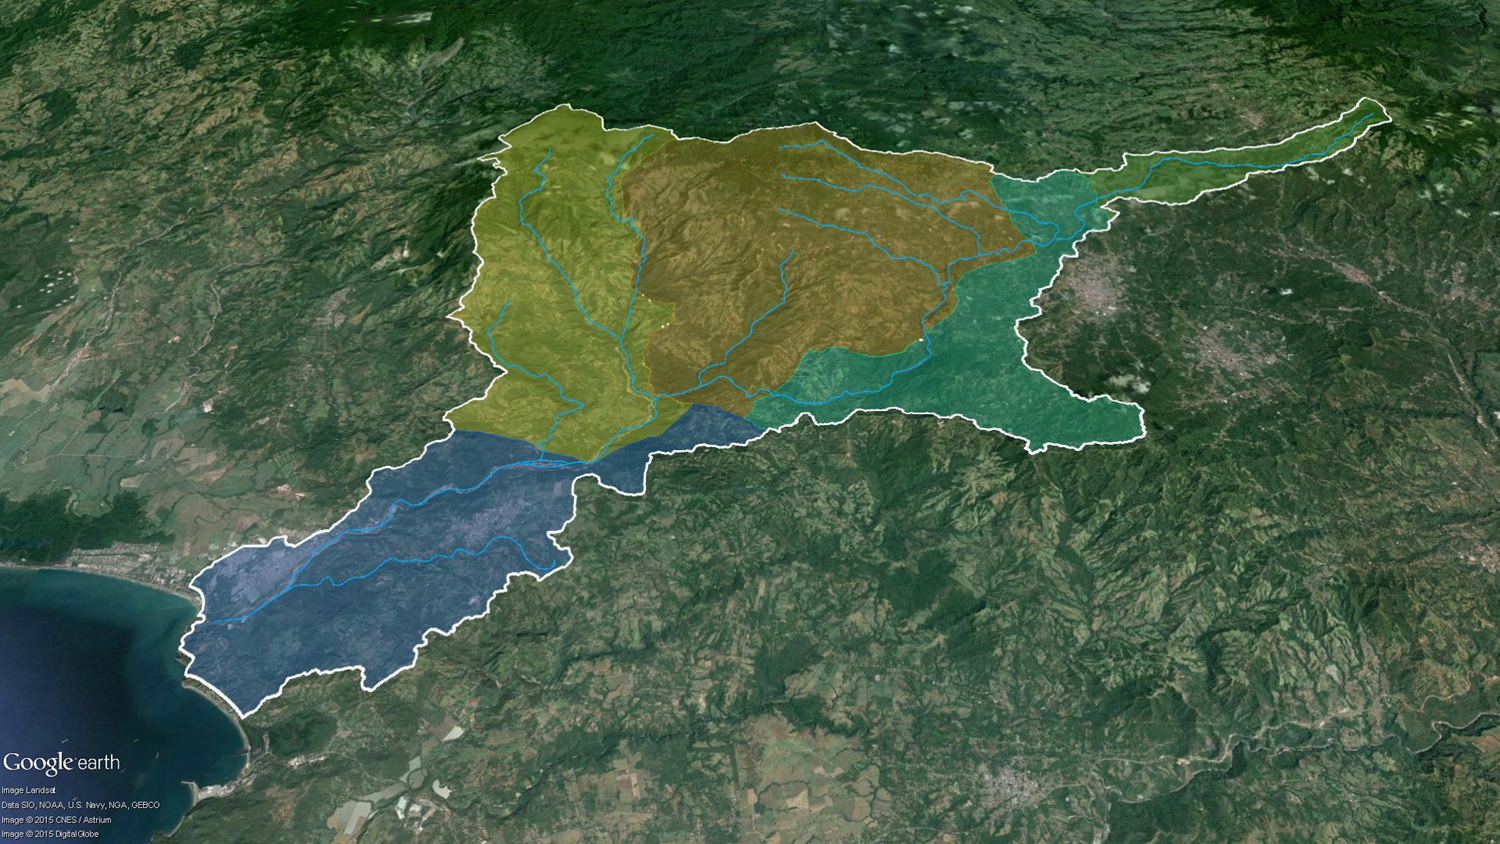 Google earth
Image Landsat
Data SIO, NOAA, U.S. Navy, NGA, GEBCO
Image © 2015 CNES / Astrium
Image © 2015 DigitalGlobe